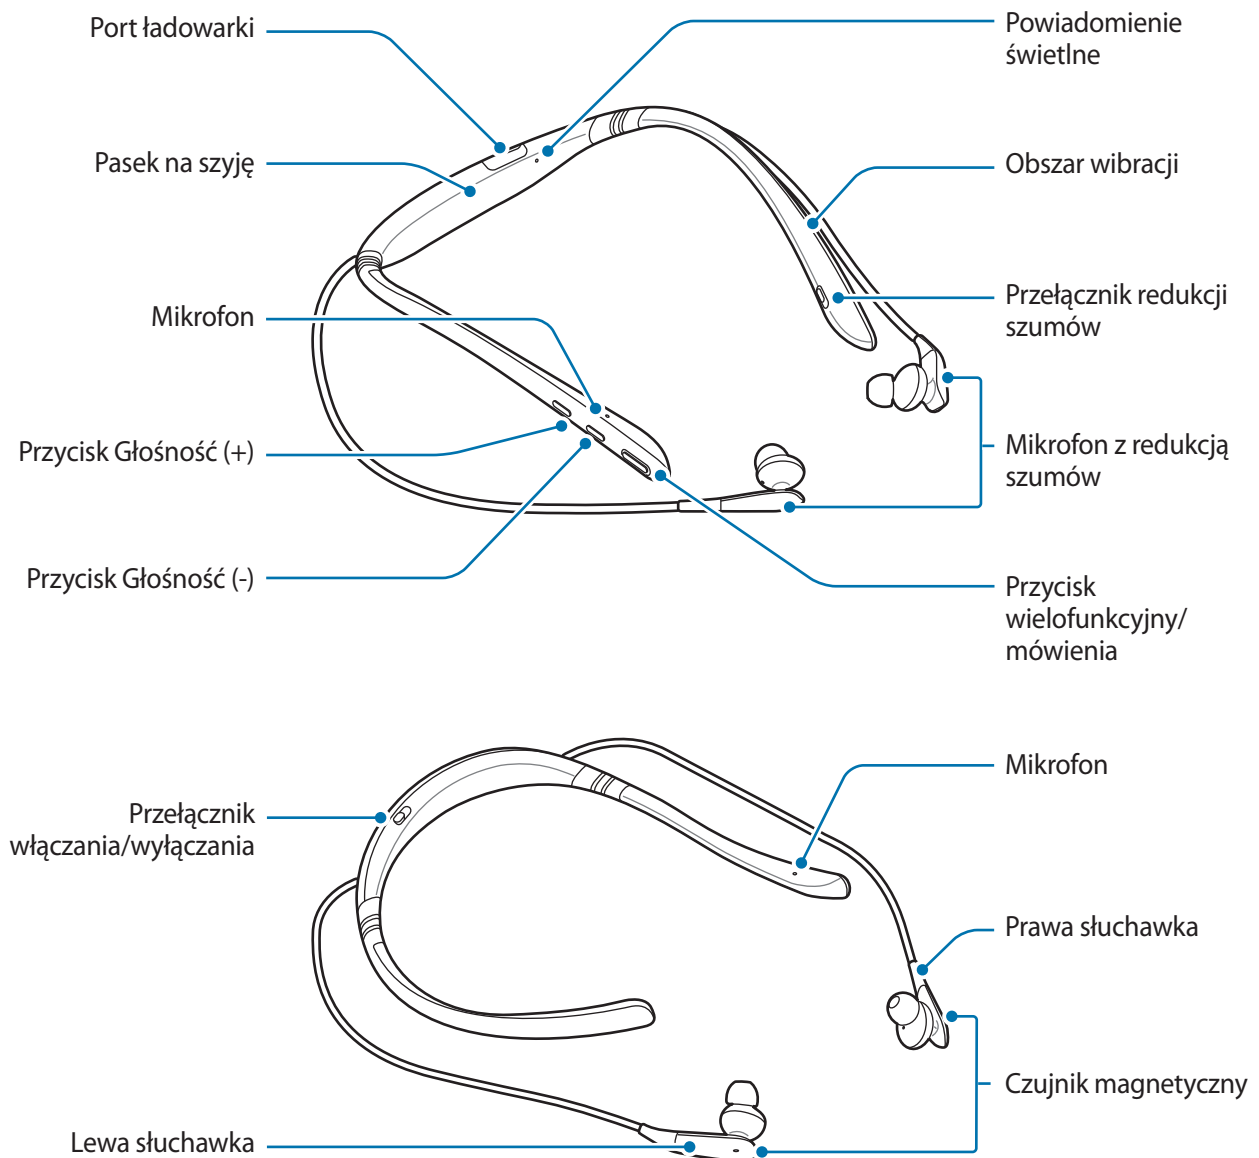 Port ładowarki
Powiadomienie
świetlne
Pasek na szyję
Obszar wibracji
Przełącznik redukcji
szumów
Mikrofon
Przycisk Głośność (+)
Mikrofon z redukcją
szumów
Przycisk Głośność (-)
Przycisk
wielofunkcyjny/
mówienia
Mikrofon
Przełącznik
włączania/wyłączania
Prawa słuchawka
Czujnik magnetyczny
Lewa słuchawka